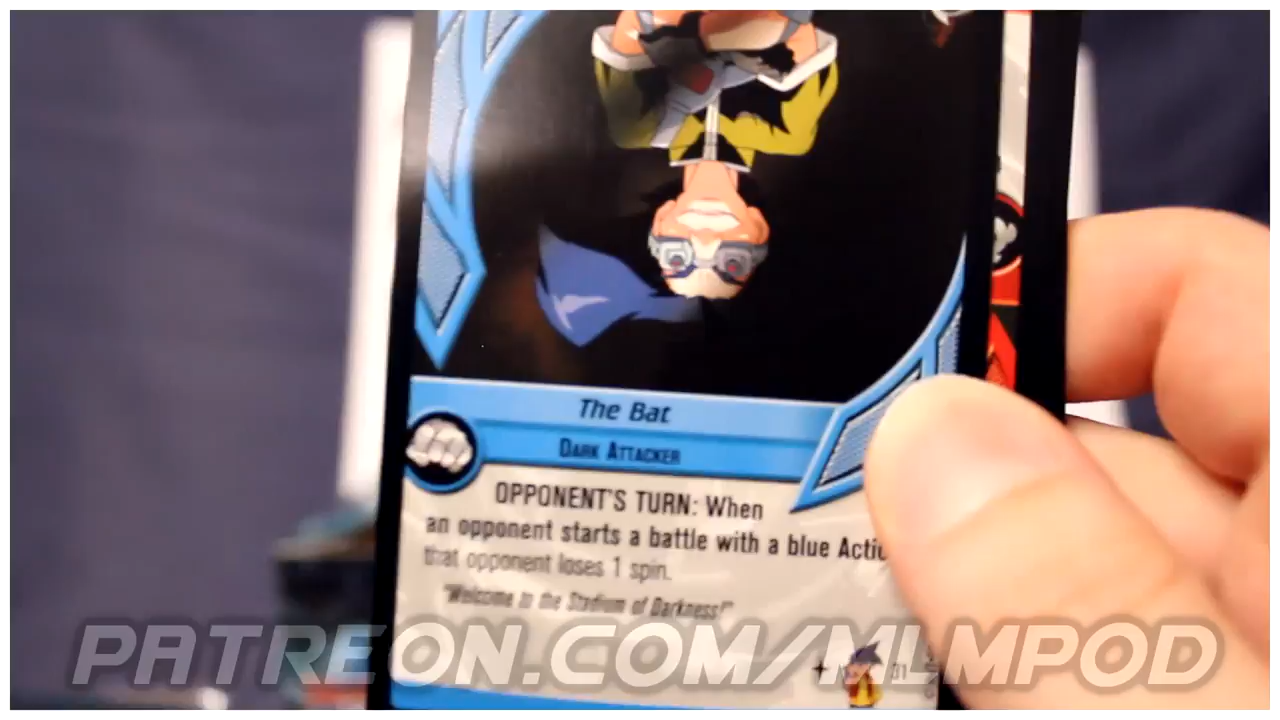 The Bat
DARK ATTACKER
OPPONENT'S TURN: When
an opponent starts a battle with a blue Actio
that opponent loses 1 spin.
"Welcome to the Stadium of Darkness!"
PATREON.COM/MLMPOD
31